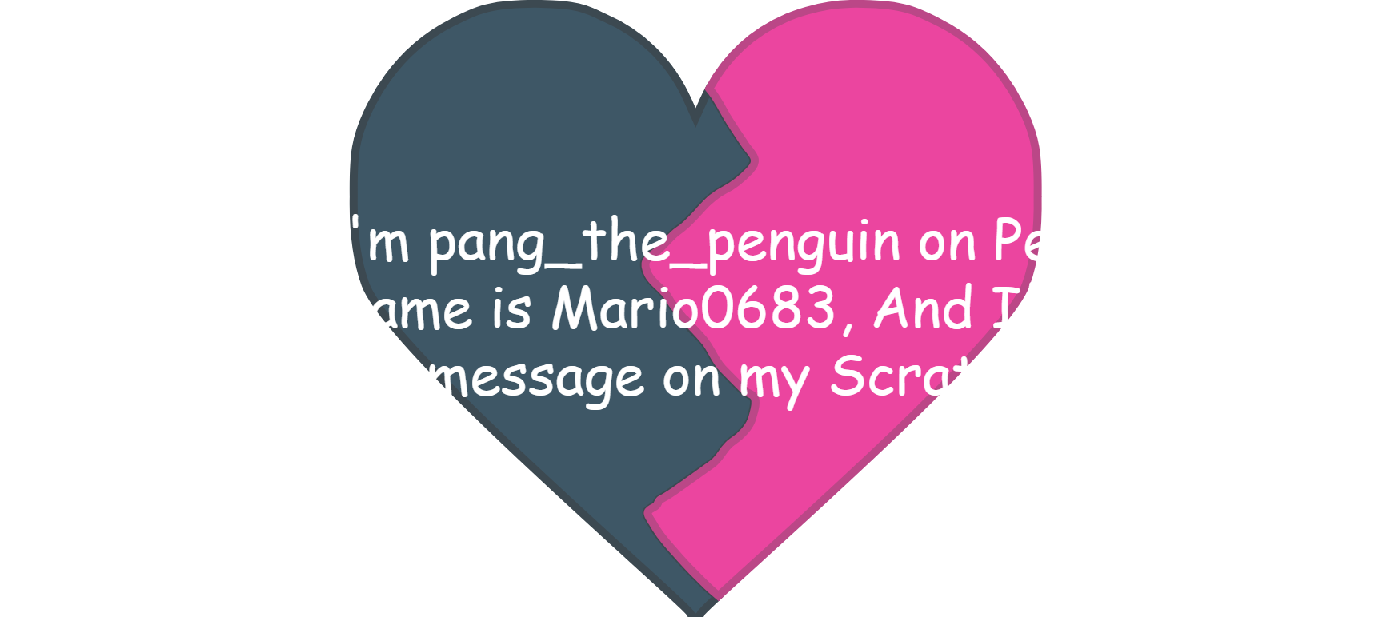 'm pang_the_penguin on Pe
ame is Mario0683, And I
message on my Scrat